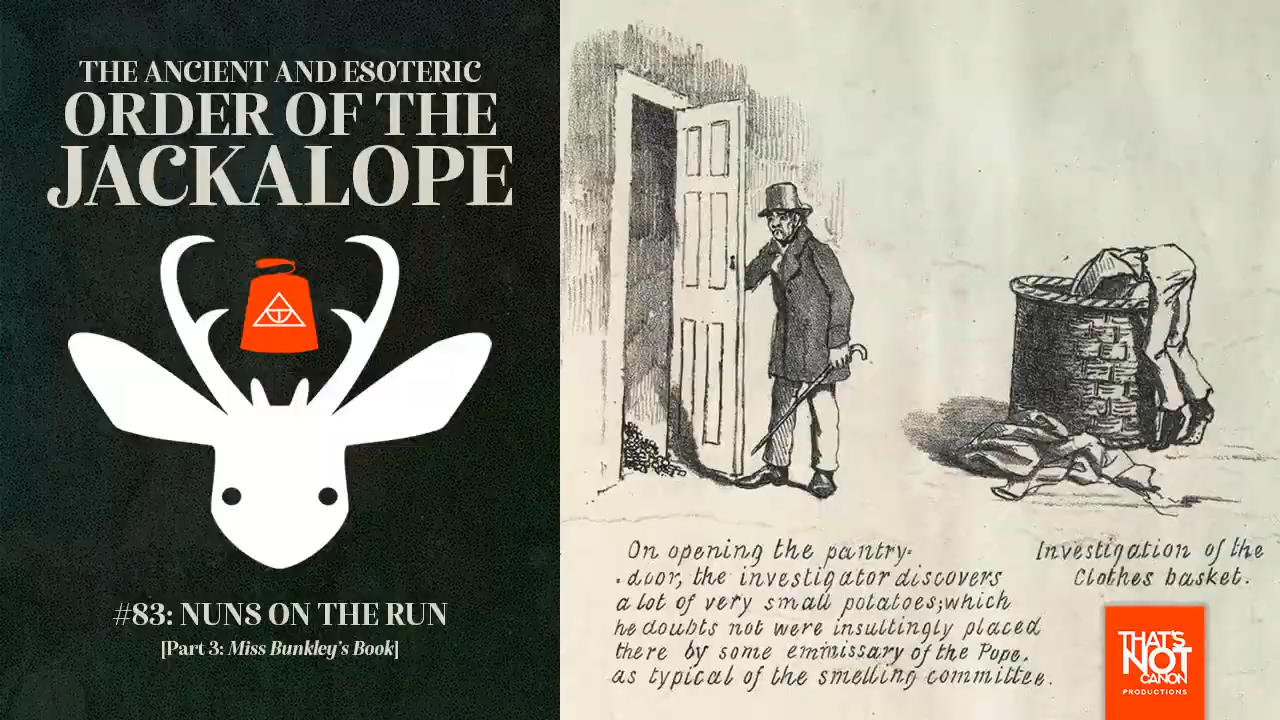 THE ANCIENT AND ESOTERIC
ORDER OF THE
JACKALOPE
#83: NUNS ON THE RUN
[Part 3: Miss Bunkley's Book]
On opening the pantry-
-door, the investigator discovers
a lot of very small potatoes; which
he doubts not were insultingly placed
there by some emmissary of the Pope.
as typical of the smelling committee.
Investigation of the
Clothes basket.
THAT'S
NOT
CANON
PRODUCTIONS